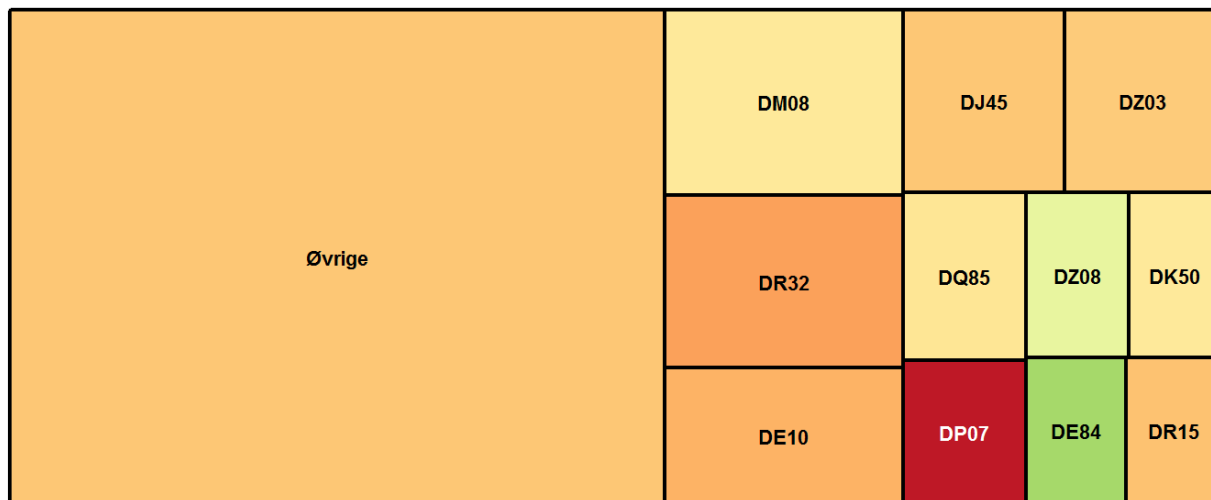 Øvrige
DM08
DR32
DE10
DJ45
DZ03
DQ85
DZ08
DK50
DP07
DE84
DR15